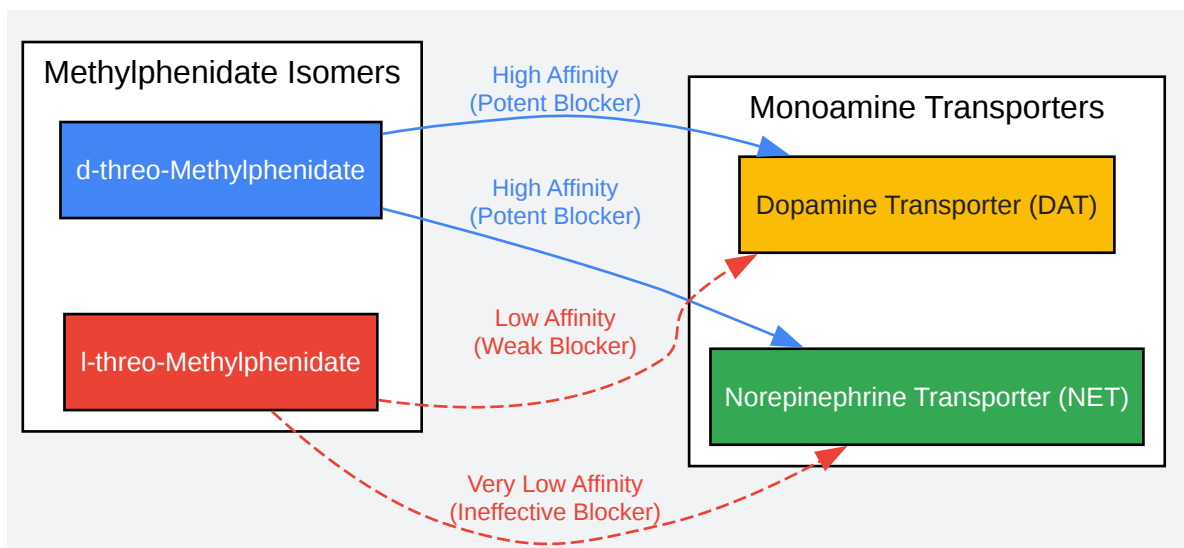 Methylphenidate Isomers
d-threo-Methylphenidate
l-threo-Methylphenidate
High Affinity
(Potent Blocker)
High Affinity
(Potent Blocker)
Low Affinity
(Weak Blocker)
Very Low Affinity
(Ineffective Blocker)
Monoamine Transporters
Dopamine Transporter (DAT)
Norepinephrine Transporter (NET)